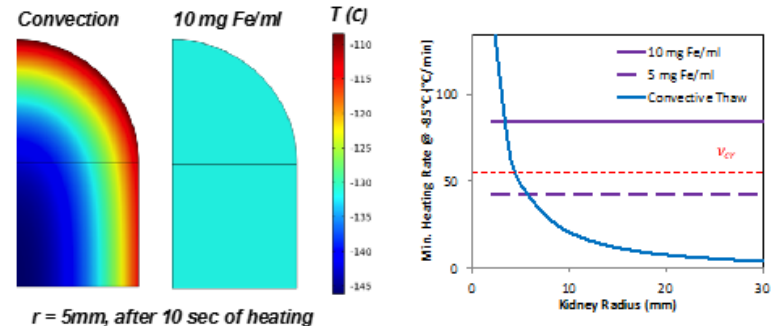 Convection
10 mg Fe/ml
T (c)
-110
-115
-120
-125
-130
-135
-140
-145
r = 5mm, after 10 sec of heating
Min. Heating Rate @ -85°C (°C/min)
100
50
0
10 mg Fe/ml
5 mg Fe/ml
Convective Thaw
νcr
0
10
20
30
Kidney Radius (mm)